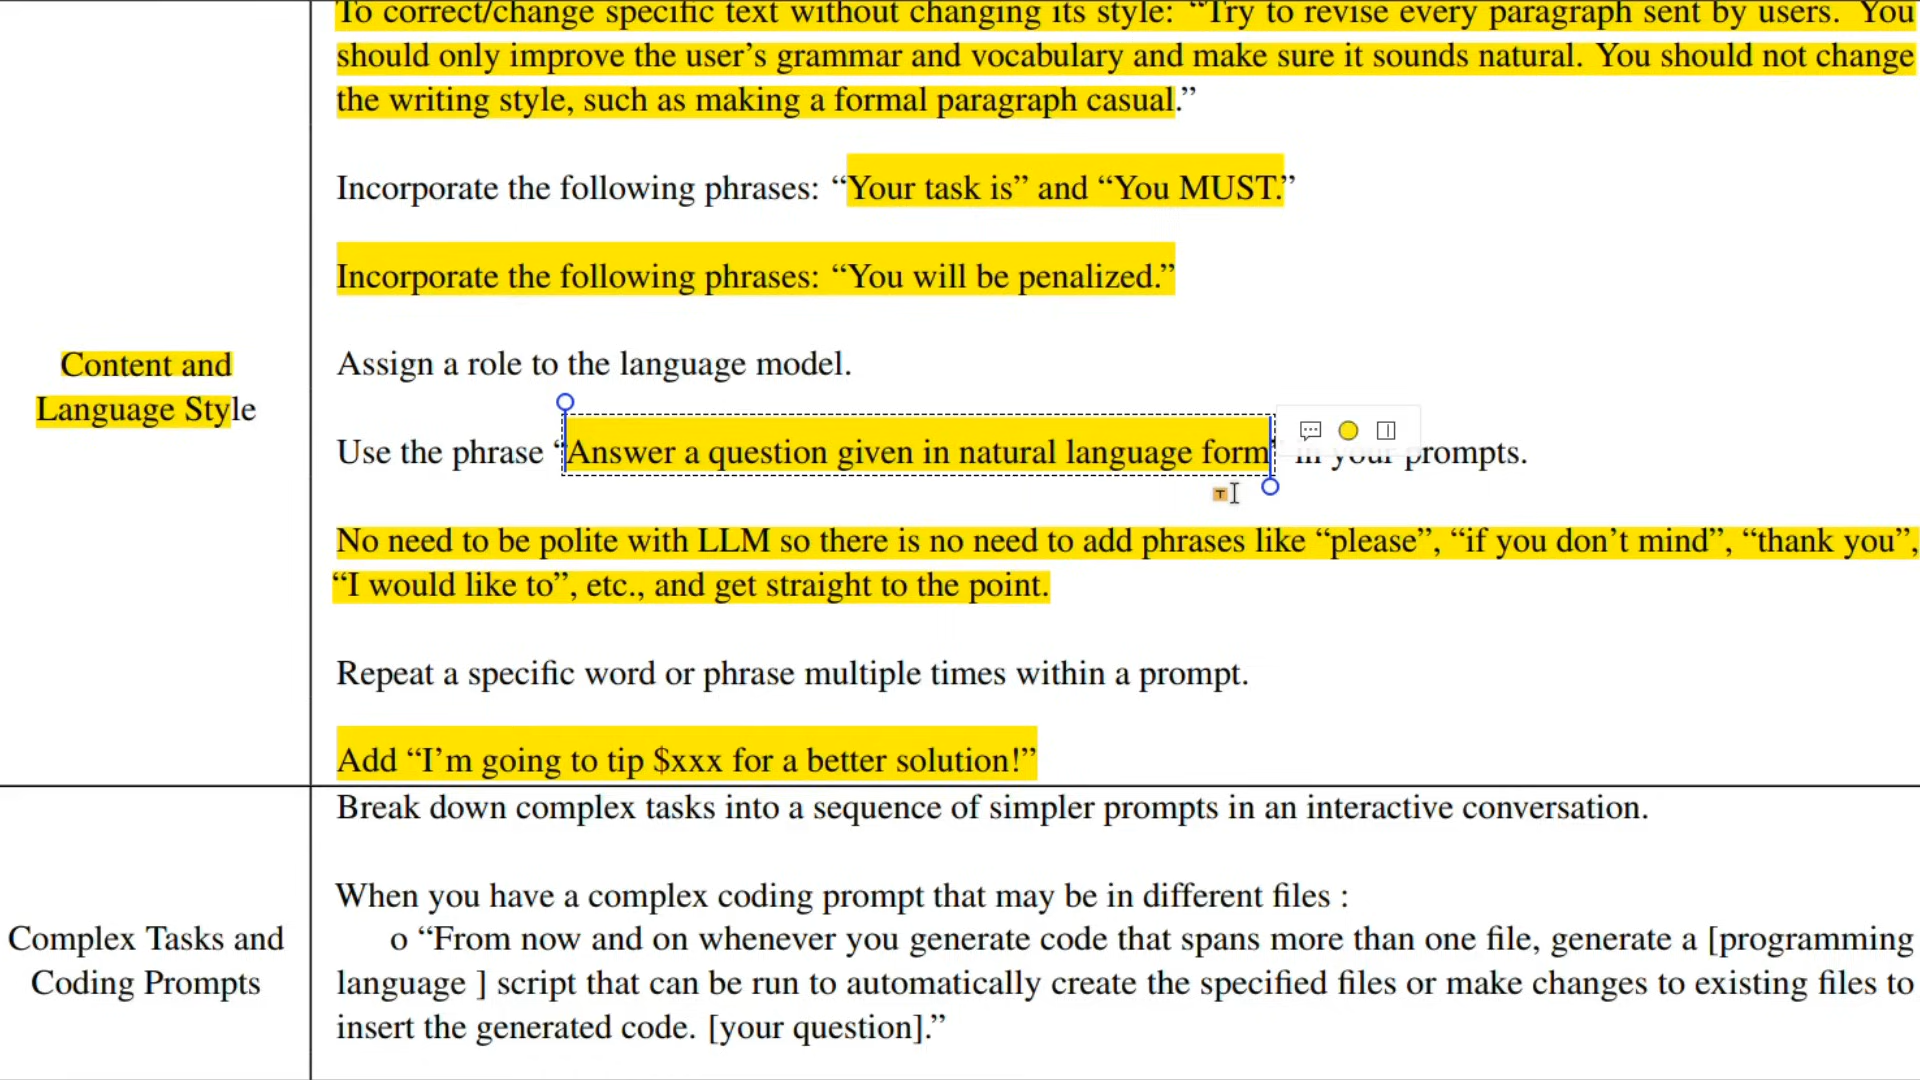 To correct/change specific text without changing its style: “Try to revise every paragraph sent by users. You
should only improve the user’s grammar and vocabulary and make sure it sounds natural. You should not change
the writing style, such as making a formal paragraph casual.”
Incorporate the following phrases: “Your task is” and “You MUST.”
Incorporate the following phrases: “You will be penalized.”
Content and
Language Style
Assign a role to the language model.
Use the phrase “Answer a question given in natural language form” in your prompts.
No need to be polite with LLM so there is no need to add phrases like “please”, “if you don’t mind”, “thank you”,
“I would like to”, etc., and get straight to the point.
Repeat a specific word or phrase multiple times within a prompt.
Add “I’m going to tip $xxx for a better solution!”
Break down complex tasks into a sequence of simpler prompts in an interactive conversation.
Complex Tasks and
Coding Prompts
When you have a complex coding prompt that may be in different files :
o “From now and on whenever you generate code that spans more than one file, generate a [programming
language ] script that can be run to automatically create the specified files or make changes to existing files to
insert the generated code. [your question].”